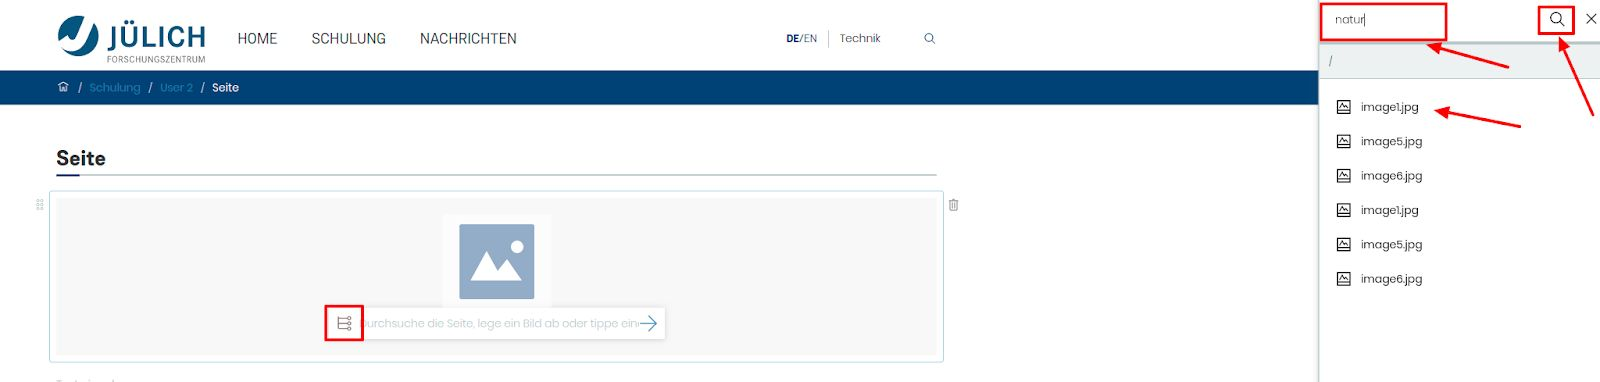 JÜLICH
FORSCHUNGSZENTRUM
HOME SCHULUNG NACHRICHTEN
DE/EN Technik
/ Schulung / User 2 / Seite
Seite
Durchsuche die Seite, lege ein Bild ab oder tippe eine
natur
/
image1.jpg
image5.jpg
image6.jpg
image1.jpg
image5.jpg
image6.jpg